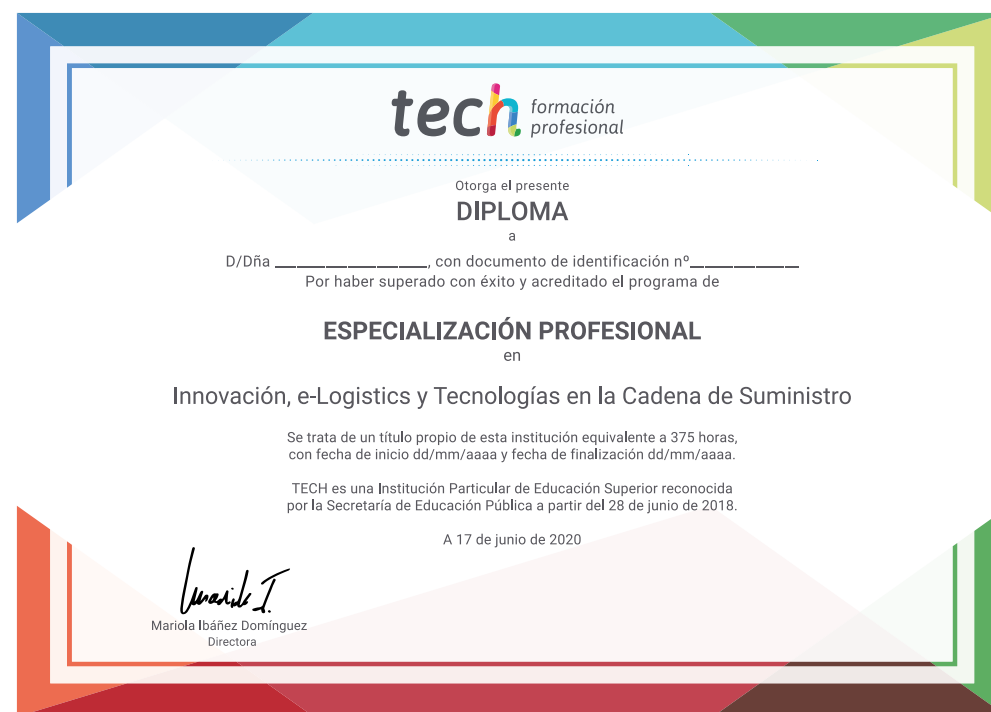 tech formación
profesional
Otorga el presente
DIPLOMA
a
D/Dña ______________, con documento de identificación nº__________
Por haber superado con éxito y acreditado el programa de
ESPECIALIZACIÓN PROFESIONAL
en
Innovación, e-Logistics y Tecnologías en la Cadena de Suministro
Se trata de un título propio de esta institución equivalente a 375 horas,
con fecha de inicio dd/mm/aaaa y fecha de finalización dd/mm/aaaa.
TECH es una Institución Particular de Educación Superior reconocida
por la Secretaría de Educación Pública a partir del 28 de junio de 2018.
A 17 de junio de 2020
Mariola I.
Mariola Ibáñez Domínguez
Directora